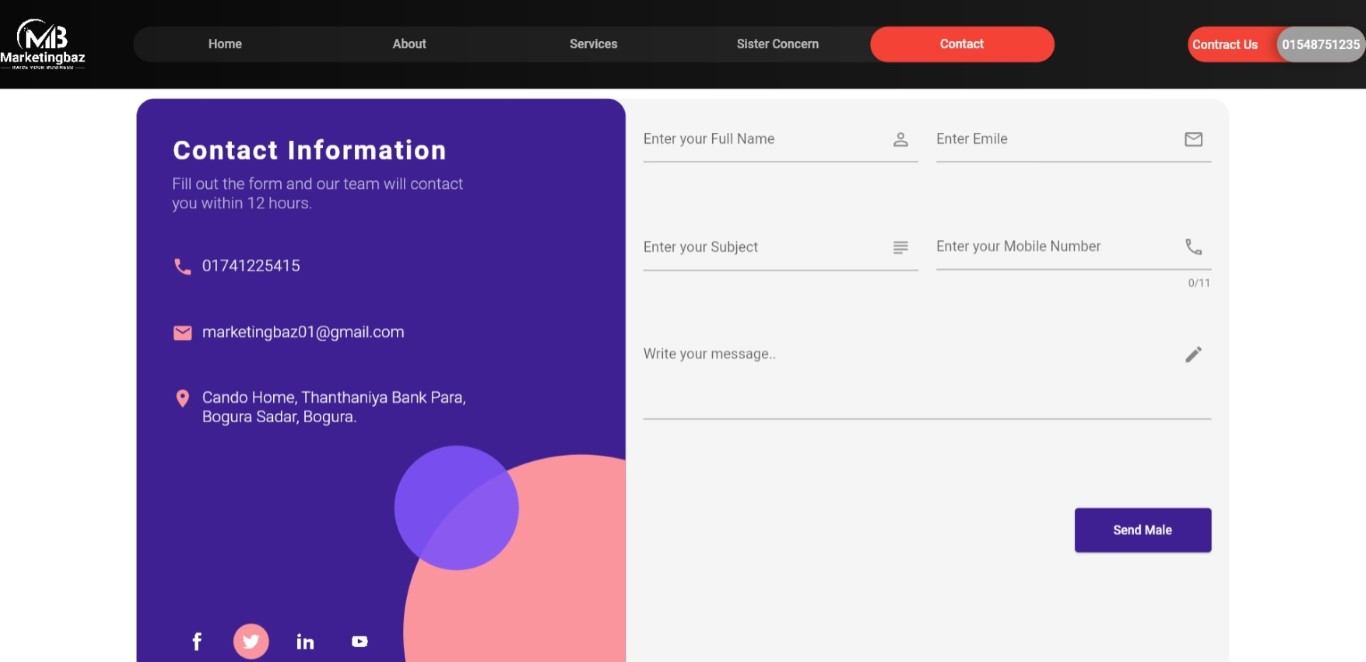 MB
Marketingbaz
Home
About
Services
Sister Concern
Contact
Contract Us
01548751235
Contact Information
Fill out the form and our team will contact
you within 12 hours.
01741225415
marketingbaz01@gmail.com
Cando Home, Thanthaniya Bank Para,
Bogura Sadar, Bogura.
Enter your Full Name
Enter Emile
Enter your Subject
Enter your Mobile Number
0/11
Write your message..
Send Male